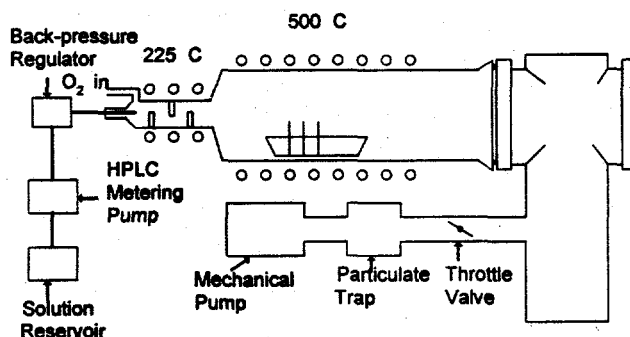 500 C
Back-pressure
Regulator
225 C
O2 in
HPLC
Metering
Pump
Mechanical
Pump
Particulate
Trap
Throttle
Valve
Solution
Reservoir